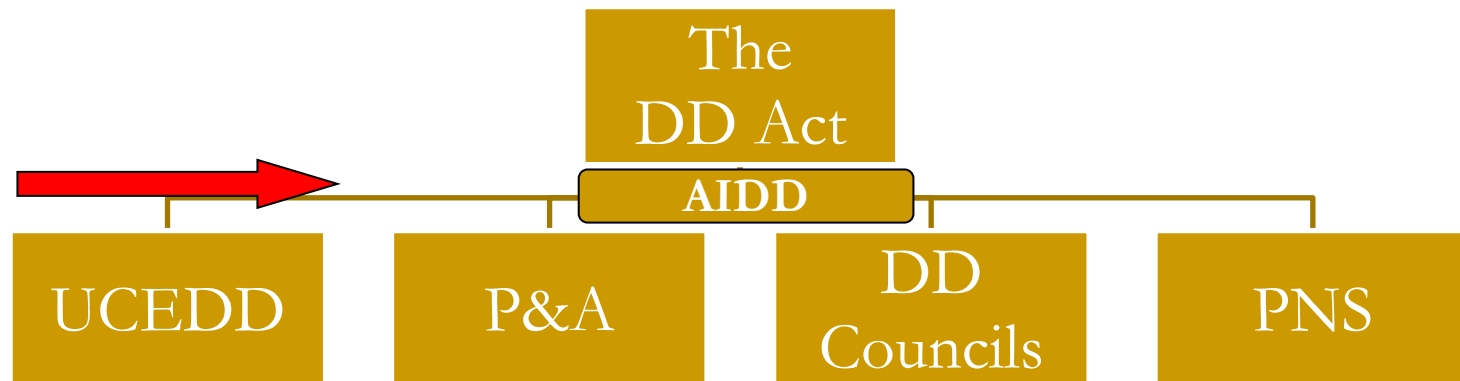 The
DD Act
AIDD
UCEDD
P&A
DD
Councils
PNS